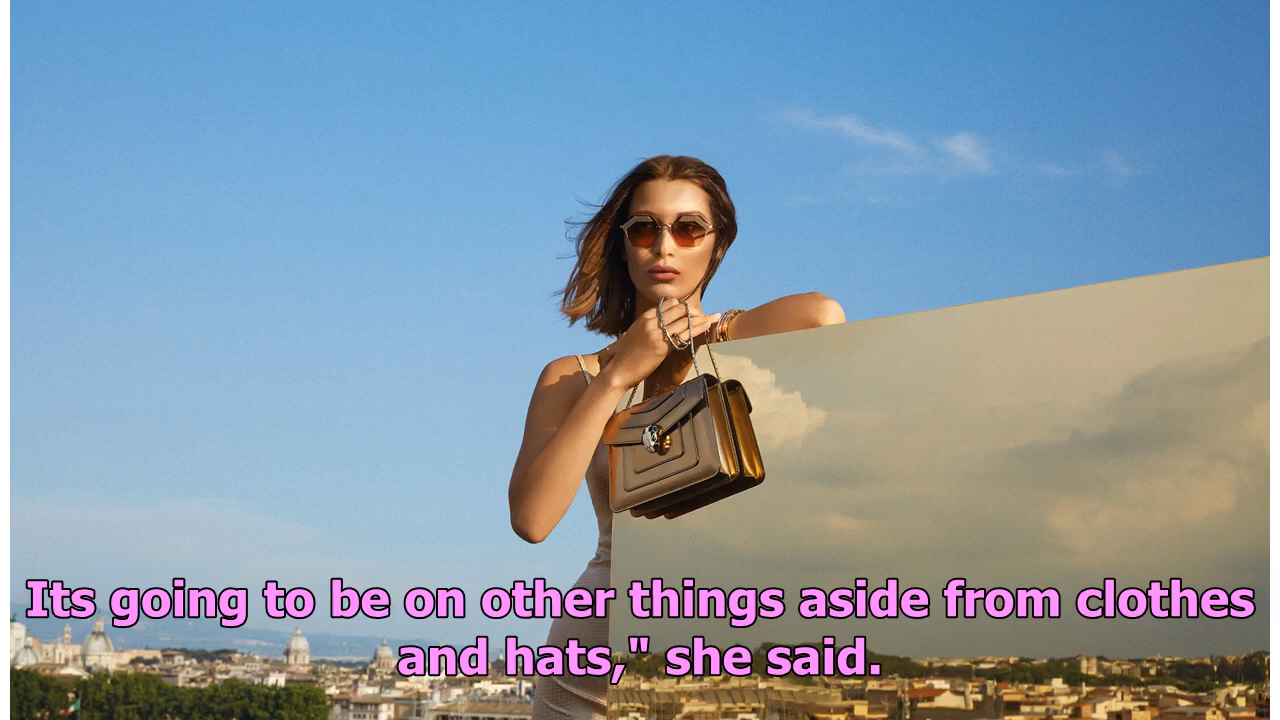 Its going to be on other things aside from clothes
and hats," she said.